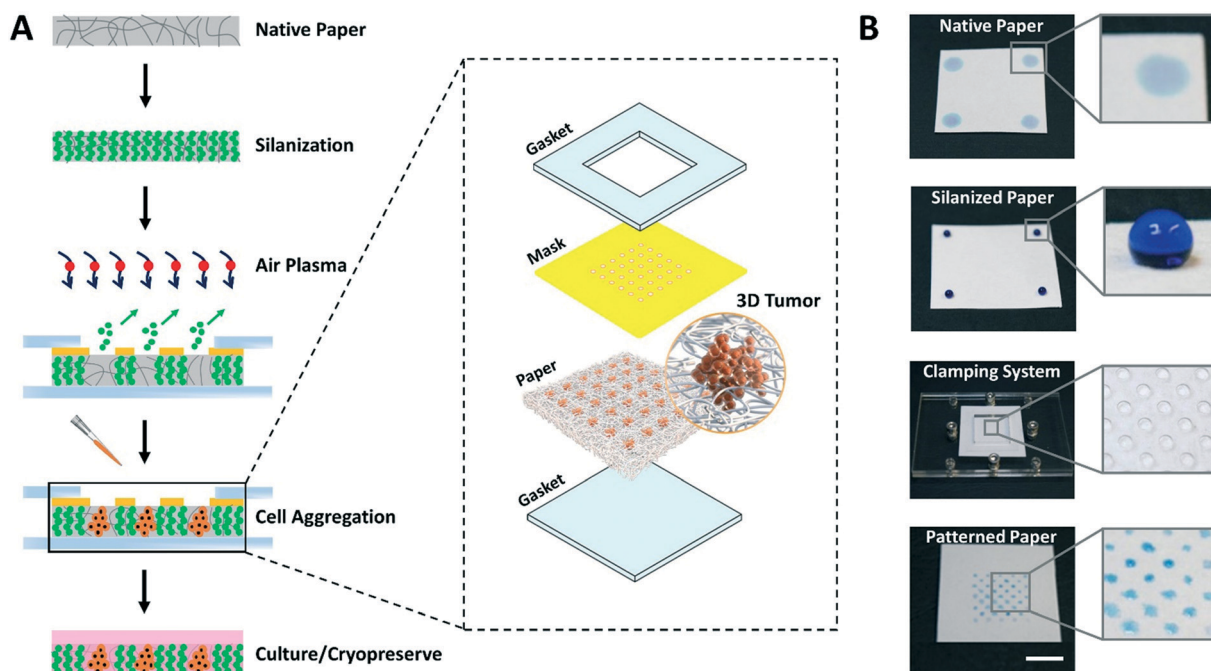 A
Native Paper
Silanization
Air Plasma
Cell Aggregation
Culture/Cryopreserve
Gasket
Mask
3D Tumor
Paper
Gasket
B
Native Paper
Silanized Paper
Clamping System
Patterned Paper